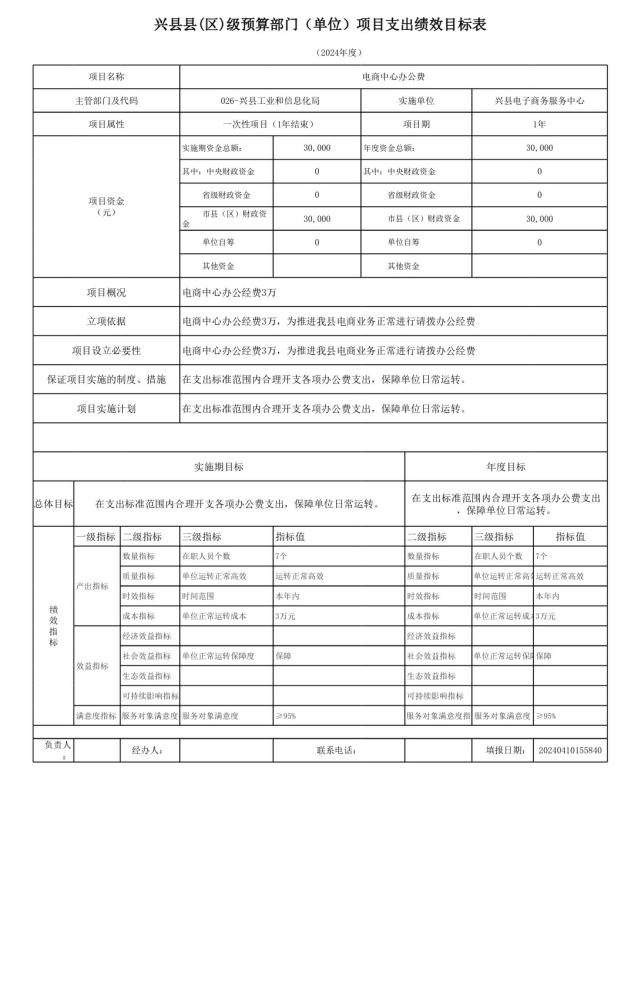 兴县县(区)级预算部门（单位）项目支出绩效目标表
（2024年度）
项目名称 电商中心办公费
主管部门及代码 026-兴县工业和信息化局 实施单位 兴县电子商务服务中心
项目属性 一次性项目（1年结束） 项目期 1年
项目资金
（元）
实施期资金总额: 30,000 年度资金总额: 30,000
其中: 中央财政资金 0 其中: 中央财政资金 0
省级财政资金 0 省级财政资金 0
市县（区）财政资
金 30,000 市县（区）财政资金 30,000
单位自筹 0 单位自筹 0
其他资金 其他资金
项目概况 电商中心办公经费3万
立项依据 电商中心办公经费3万，为推进我县电商业务正常进行请拨办公经费
项目设立必要性 电商中心办公经费3万，为推进我县电商业务正常进行请拨办公经费
保证项目实施的制度、措施 在支出标准范围内合理开支各项办公费支出，保障单位日常运转。
项目实施计划 在支出标准范围内合理开支各项办公费支出，保障单位日常运转。
实施期目标 年度目标
总体目标 在支出标准范围内合理开支各项办公费支出，保障单位日常运转。 在支出标准范围内合理开支各项办公费支出
，保障单位日常运转。
绩效指标
一级指标 二级指标 三级指标 指标值 二级指标 三级指标 指标值
产出指标
数量指标 在职人员个数 7个 数量指标 在职人员个数 7个
质量指标 单位运转正常高效 运转正常高效 质量指标 单位运转正常高 运转正常高效
时效指标 时间范围 本年内 时效指标 时间范围 本年内
成本指标 单位正常运转成本 3万元 成本指标 单位正常运转成 3万元
效益指标
经济效益指标 经济效益指标
社会效益指标 单位正常运转保障度 保障 社会效益指标 单位正常运转保 保障
生态效益指标 生态效益指标
可持续影响指标 可持续影响指标
满意度指标 服务对象满意度 服务对象满意度 ≥95% 服务对象满意度指 服务对象满意度 ≥95%
负责人
： 经办人: 联系电话: 填报日期: 20240410155840